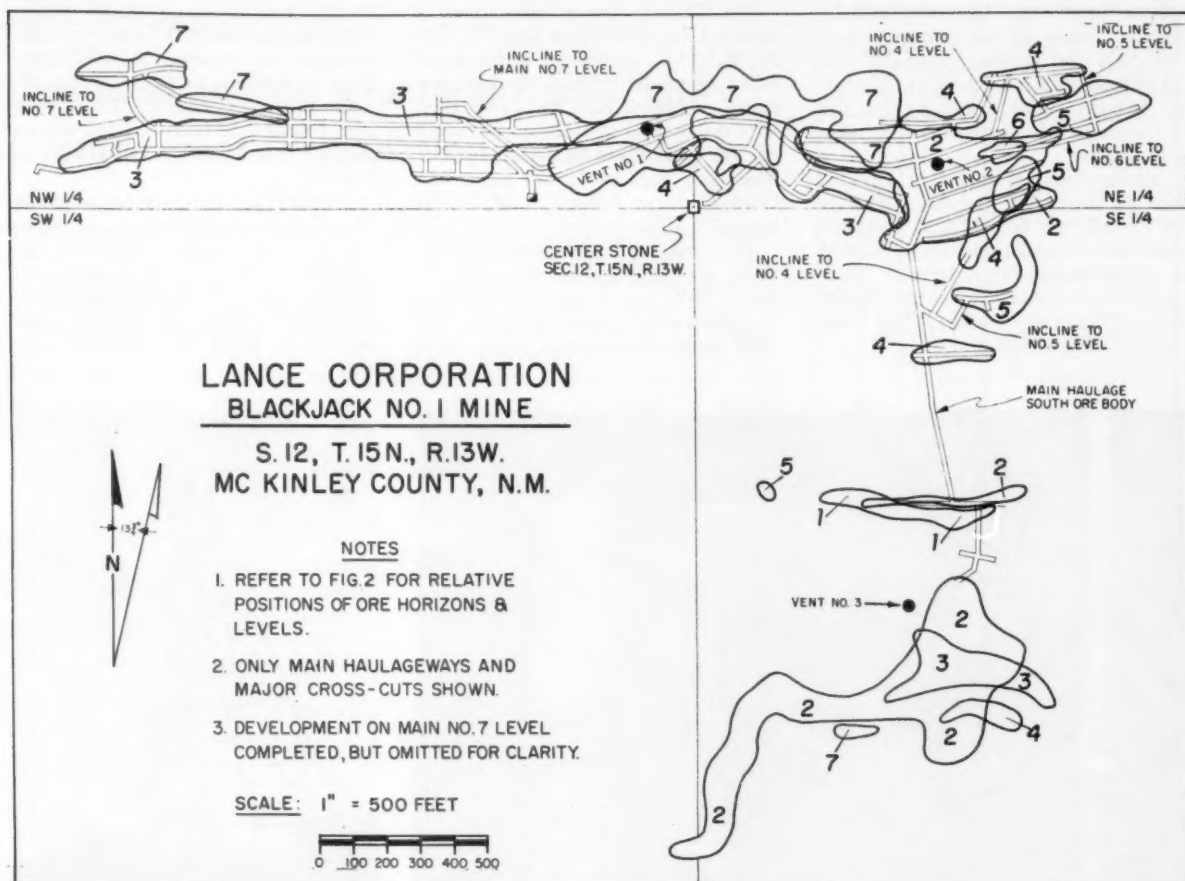 7
INCLINE TO
NO. 7 LEVEL
7
3
3
INCLINE TO
MAIN NO. 7 LEVEL
7
7
7
VENT NO. 1
4
7
3
INCLINE TO
NO. 4 LEVEL
4
INCLINE TO
NO. 5 LEVEL
4
5
6
2
VENT NO. 2
INCLINE TO
NO. 6 LEVEL
5
2
4
NW 1/4
SW 1/4
NE 1/4
SE 1/4
CENTER STONE
SEC. 12, T. 15N., R. 13W.
INCLINE TO
NO. 4 LEVEL
5
INCLINE TO
NO. 5 LEVEL
4
MAIN HAULAGE
SOUTH ORE BODY
LANCE CORPORATION
BLACKJACK NO. 1 MINE
S. 12, T. 15N., R. 13W.
MC KINLEY COUNTY, N.M.
N
NOTES
1. REFER TO FIG. 2 FOR RELATIVE
POSITIONS OF ORE HORIZONS &
LEVELS.
2. ONLY MAIN HAULAGEWAYS AND
MAJOR CROSS-CUTS SHOWN.
3. DEVELOPMENT ON MAIN NO. 7 LEVEL
COMPLETED, BUT OMITTED FOR CLARITY.
SCALE: 1" = 500 FEET
0 100 200 300 400 500
5
1
2
1
VENT NO. 3
2
3
3
2
7
2
4
2